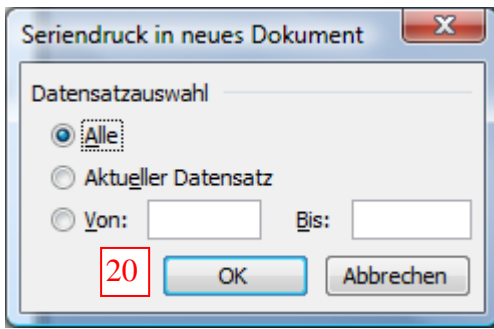 Seriendruck in neues Dokument
Datensatzauswahl
Alle
Aktueller Datensatz
Von: Bis:
20 OK Abbrechen